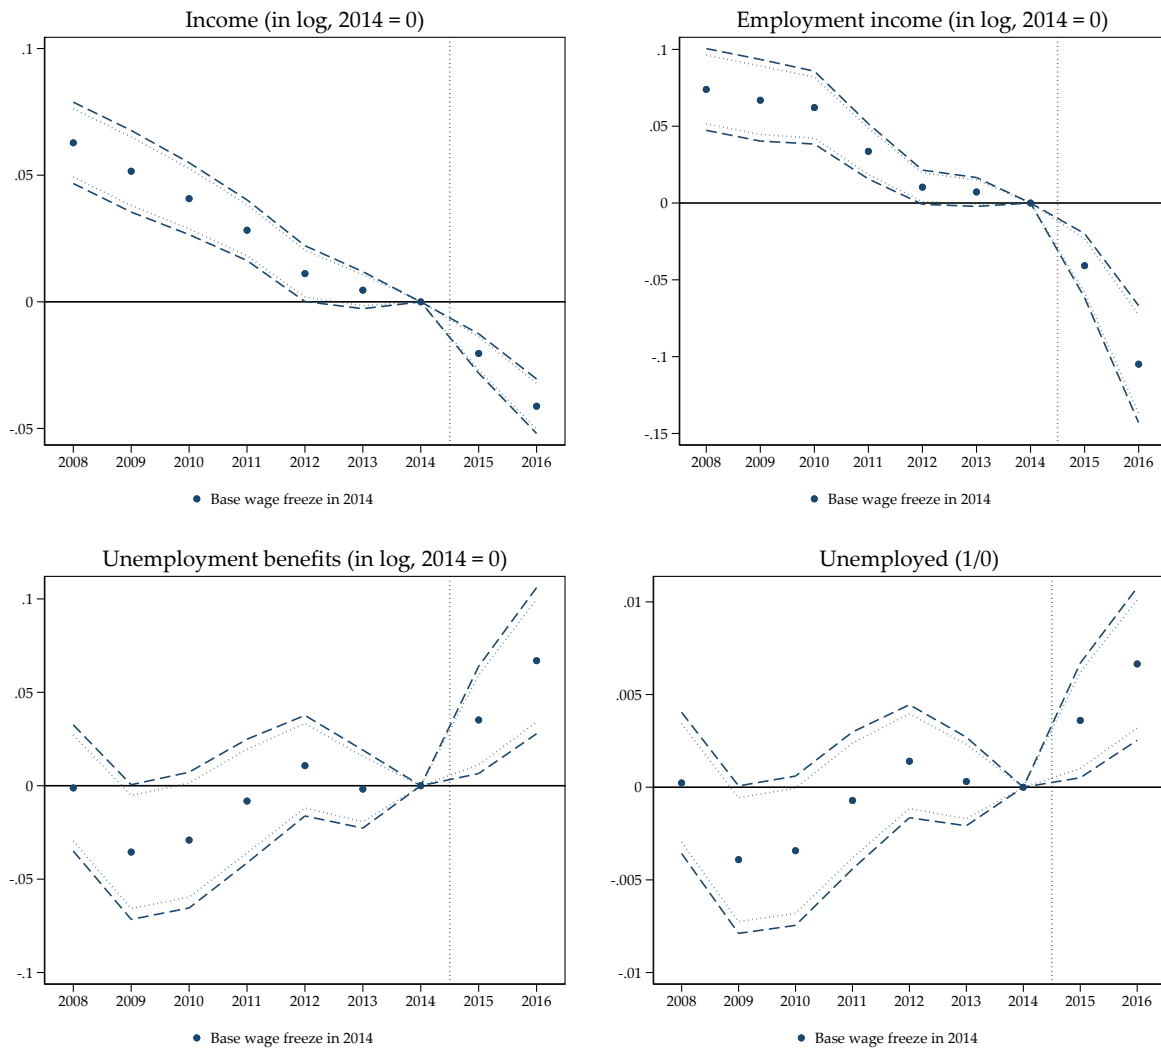 Income (in log, 2014 = 0)
.1
.05
0
-.05
2008 2009 2010 2011 2012 2013 2014 2015 2016
Base wage freeze in 2014
Employment income (in log, 2014 = 0)
.1
.05
0
-.05
-.1
-.15
2008 2009 2010 2011 2012 2013 2014 2015 2016
Base wage freeze in 2014
Unemployment benefits (in log, 2014 = 0)
.1
.05
0
-.05
-.1
2008 2009 2010 2011 2012 2013 2014 2015 2016
Base wage freeze in 2014
Unemployed (1/0)
.01
.005
0
-.005
-.01
2008 2009 2010 2011 2012 2013 2014 2015 2016
Base wage freeze in 2014